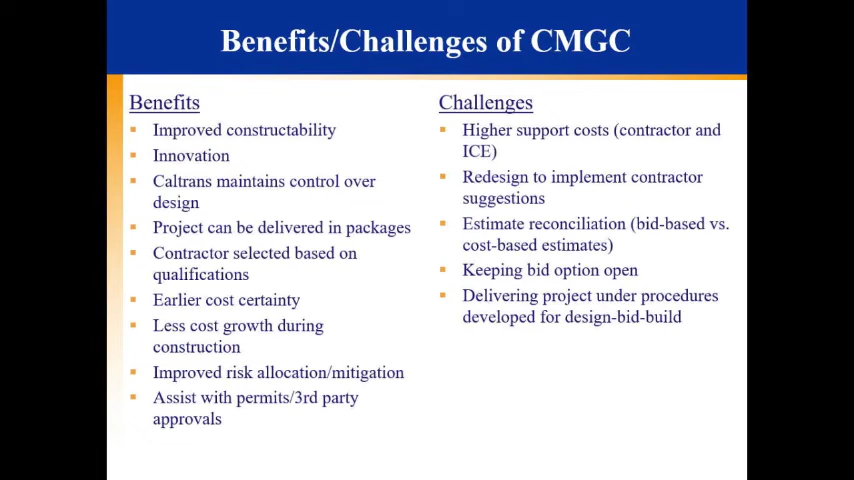 Benefits/Challenges of CMGC
Benefits
Improved constructability
Innovation
Caltrans maintains control over
design
Project can be delivered in packages
Contractor selected based on
qualifications
Earlier cost certainty
Less cost growth during
construction
Improved risk allocation/mitigation
Assist with permits/3rd party
approvals
Challenges
Higher support costs (contractor and
ICE)
Redesign to implement contractor
suggestions
Estimate reconciliation (bid-based vs.
cost-based estimates)
Keeping bid option open
Delivering project under procedures
developed for design-bid-build